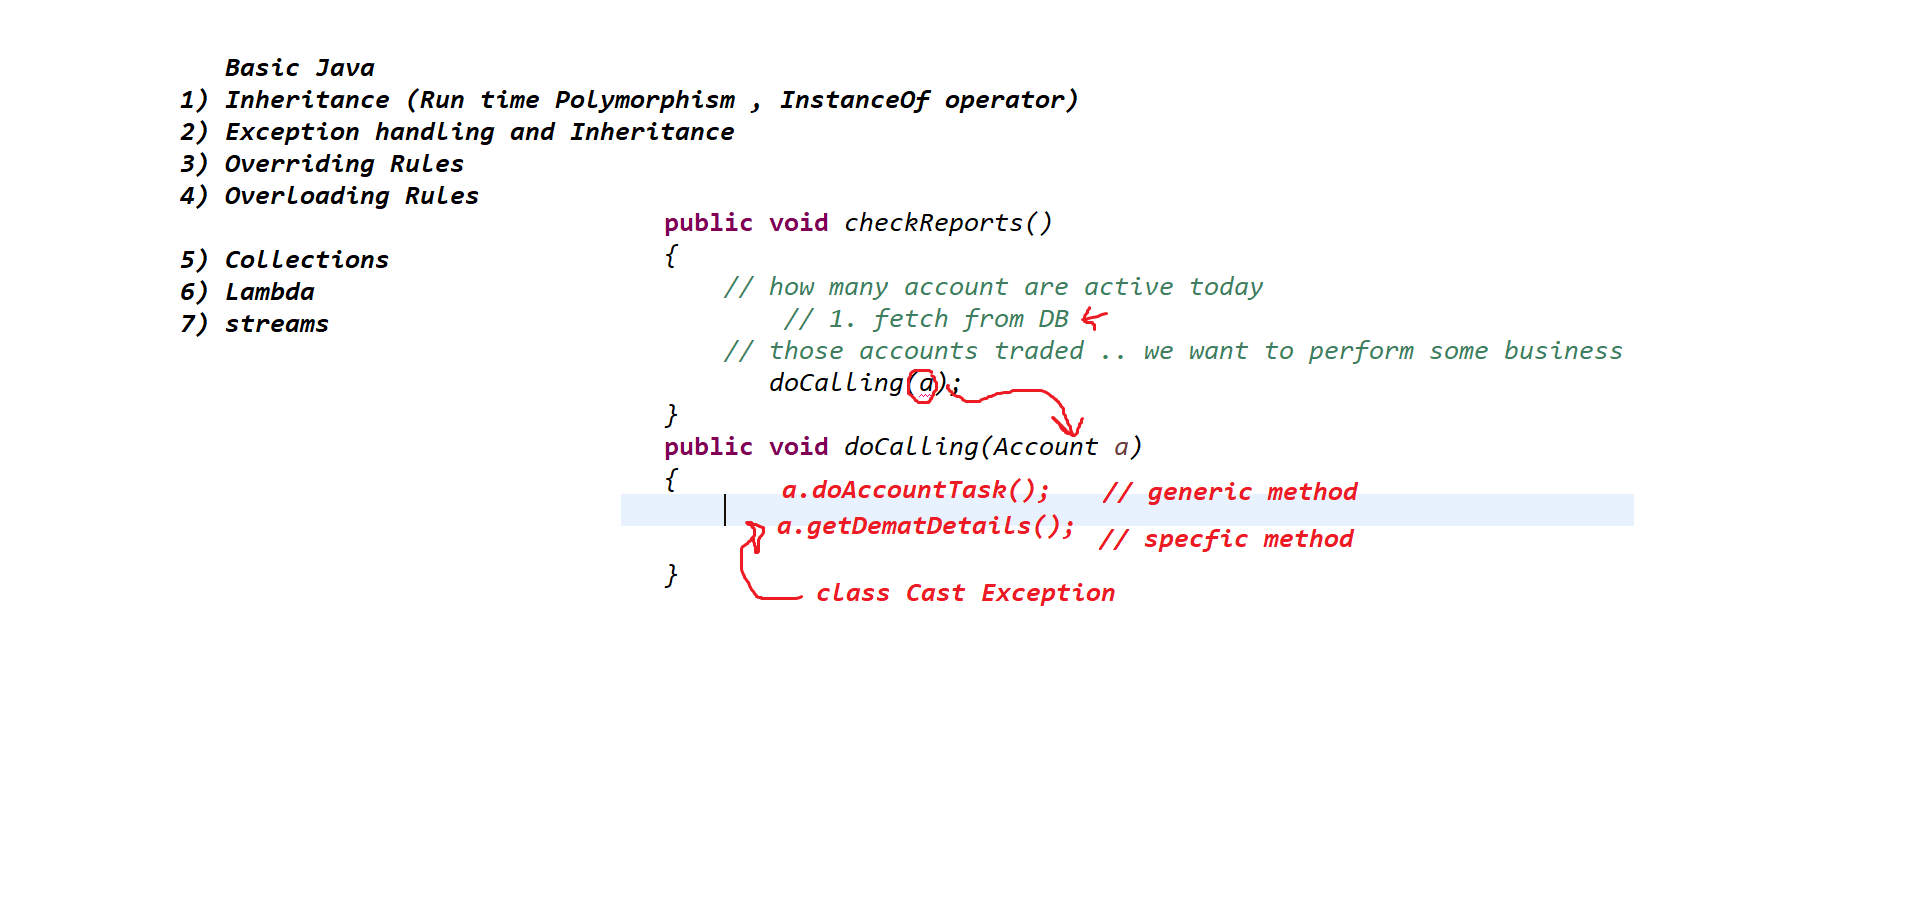 Basic Java
1) Inheritance (Run time Polymorphism , InstanceOf operator)
2) Exception handling and Inheritance
3) Overriding Rules
4) Overloading Rules
5) Collections
6) Lambda
7) streams
public void checkReports()
{
// how many account are active today
// 1. fetch from DB
// those accounts traded .. we want to perform some business
doCalling(a);
}
public void doCalling(Account a)
{
a.doAccountTask(); // generic method
a.getDematDetails(); // specfic method
}
class Cast Exception